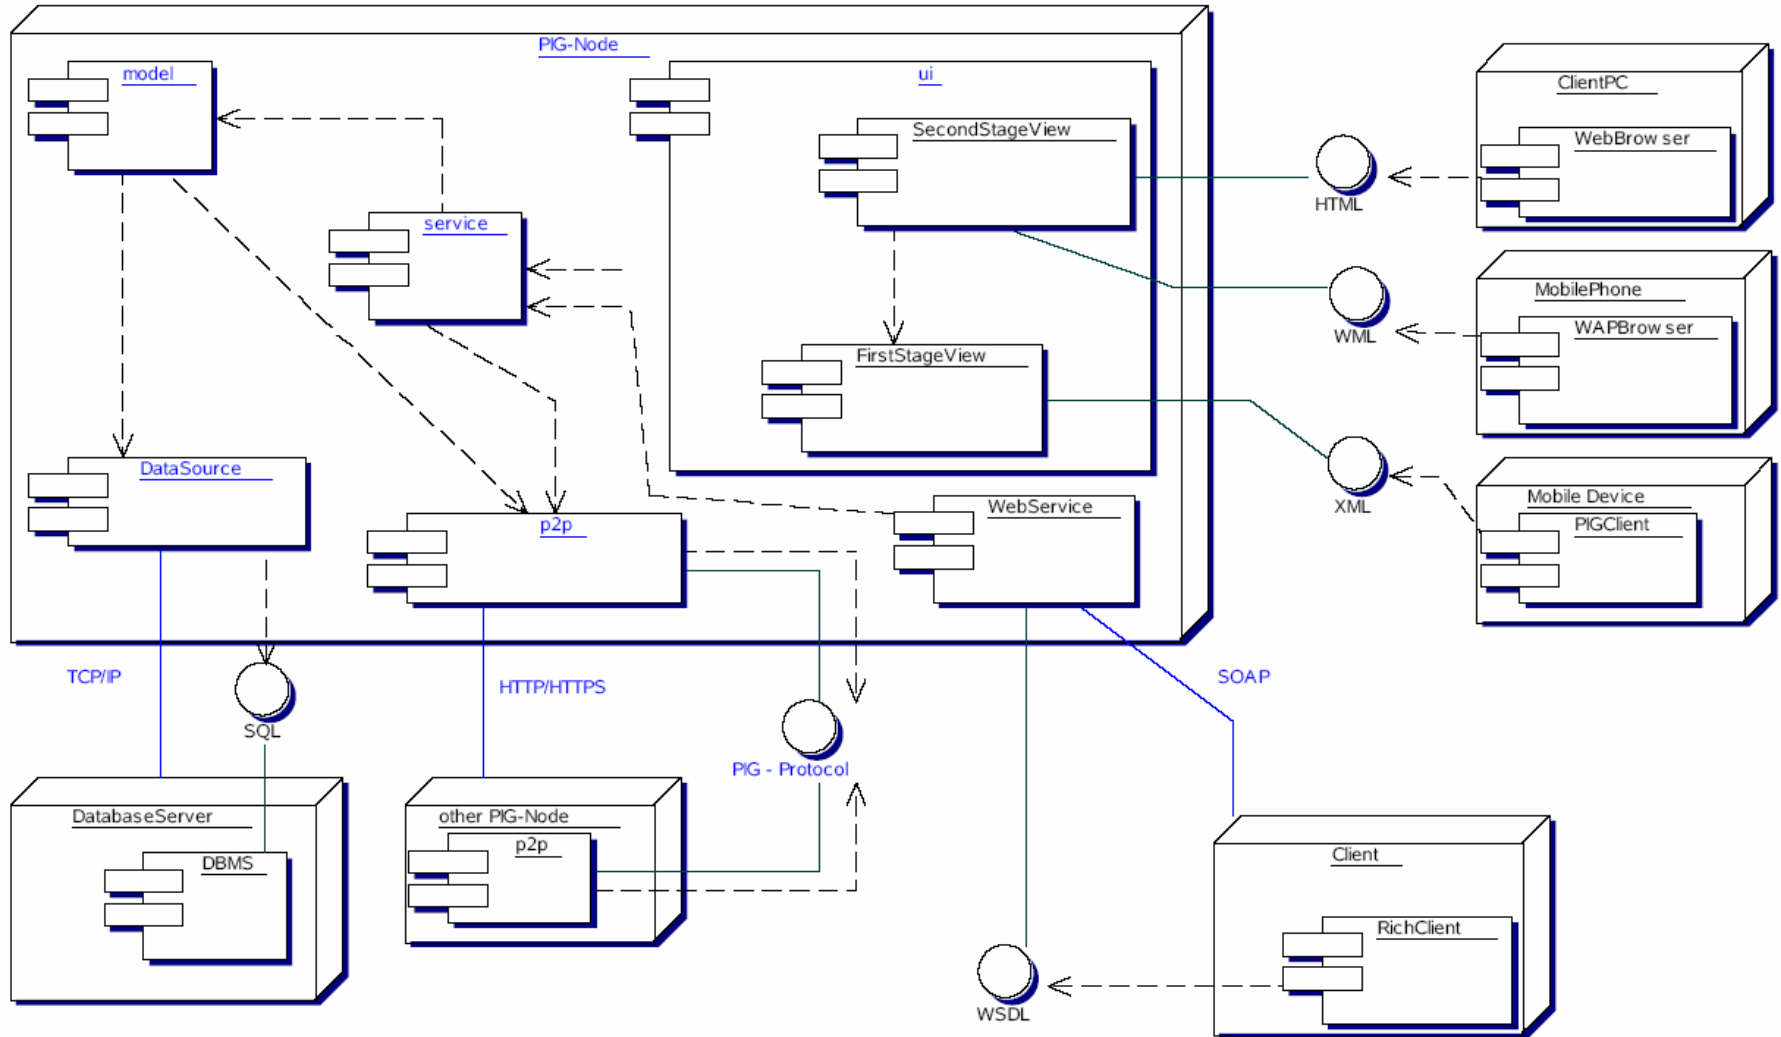 PIG-Node
model
ui
ClientPC
SecondStageView
WebBrow ser
HTML
service
MobilePhone
WAPBrow ser
WML
FirstStageView
DataSource
Mobile Device
XML
PIGClient
p2p
WebService
TCP/IP
HTTP/HTTPS
SOAP
SQL
PIG - Protocol
DatabaseServer
other PIG-Node
p2p
DBMS
Client
RichClient
WSDL